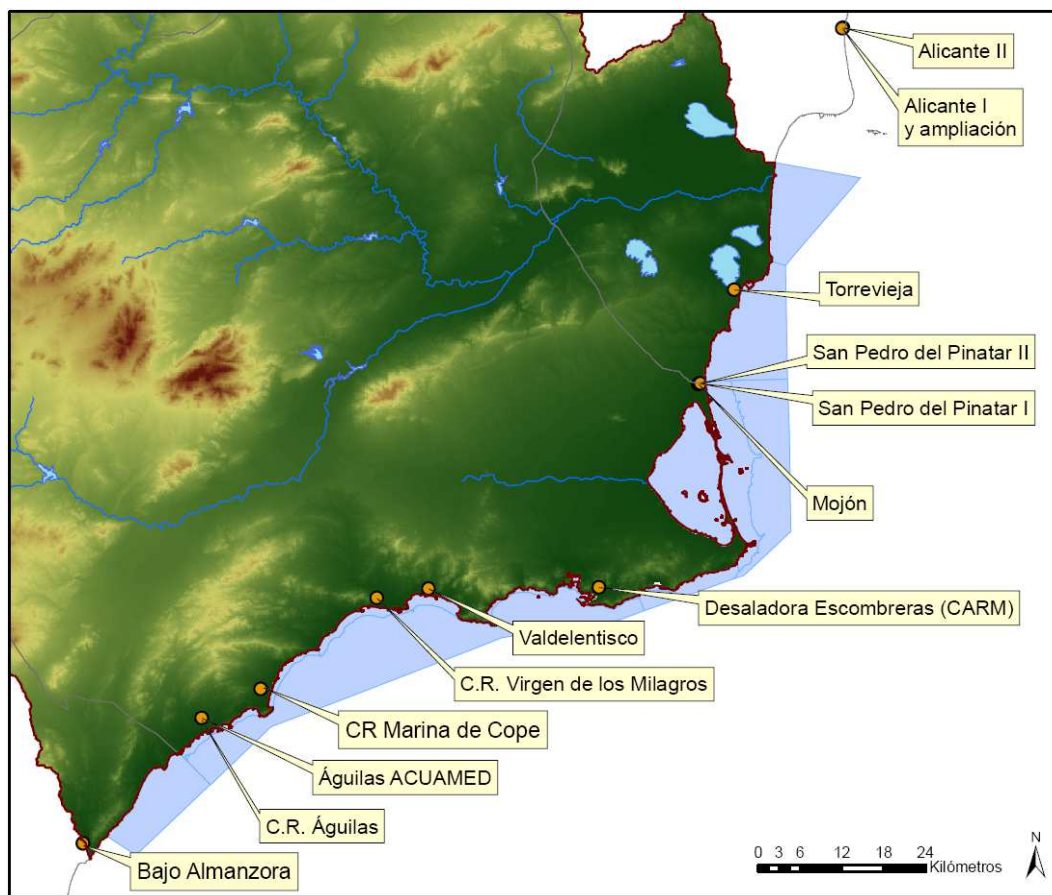 Alicante II
Alicante I
y ampliación
Torrevieja
San Pedro del Pinatar II
San Pedro del Pinatar I
Mojón
Desaladora Escombreras (CARM)
Valdelentisco
C.R. Virgen de los Milagros
CR Marina de Cope
Águilas ACUAMED
C.R. Águilas
Bajo Almanzora
N
0 3 6 12 18 24
Kilómetros